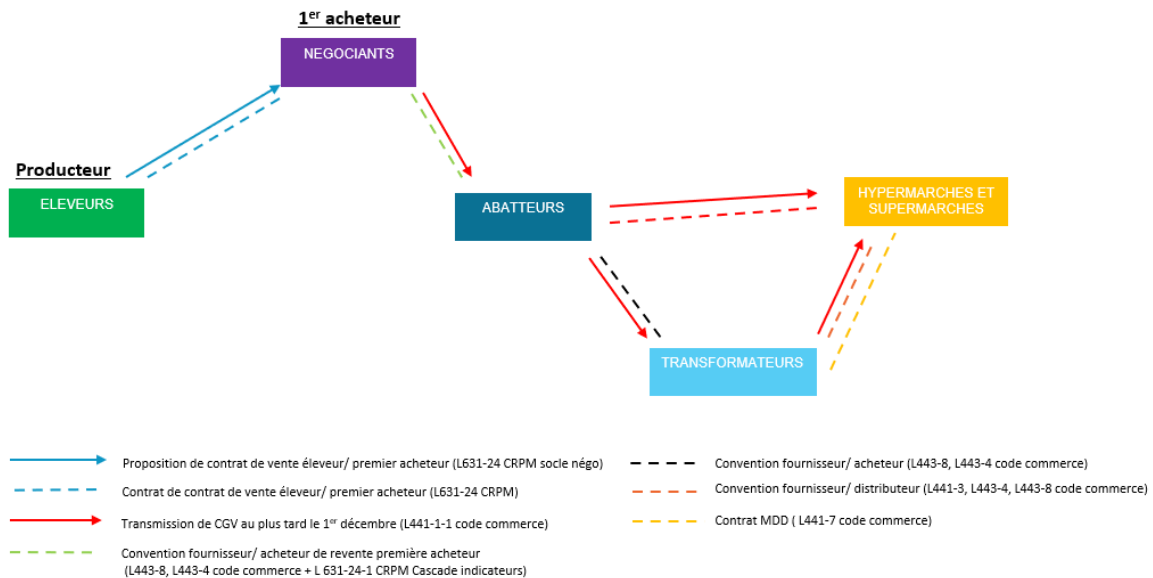 1er acheteur
NEGOCIANTS
Producteur
ELEVEURS
ABATTEURS
HYPERMARCHES ET
SUPERMARCHES
TRANSFORMATEURS
Proposition de contrat de vente éleveur/ premier acheteur (L631-24 CRPM socle négo)
Contrat de contrat de vente éleveur/ premier acheteur (L631-24 CRPM)
Transmission de CGV au plus tard le 1er décembre (L441-1-1 code commerce)
Convention fournisseur/ acheteur de revente première acheteur
(L443-8, L443-4 code commerce + L 631-24-1 CRPM Cascade indicateurs)
Convention fournisseur/ acheteur (L443-8, L443-4 code commerce)
Convention fournisseur/ distributeur (L441-3, L443-4, L443-8 code commerce)
Contrat MDD ( L441-7 code commerce)